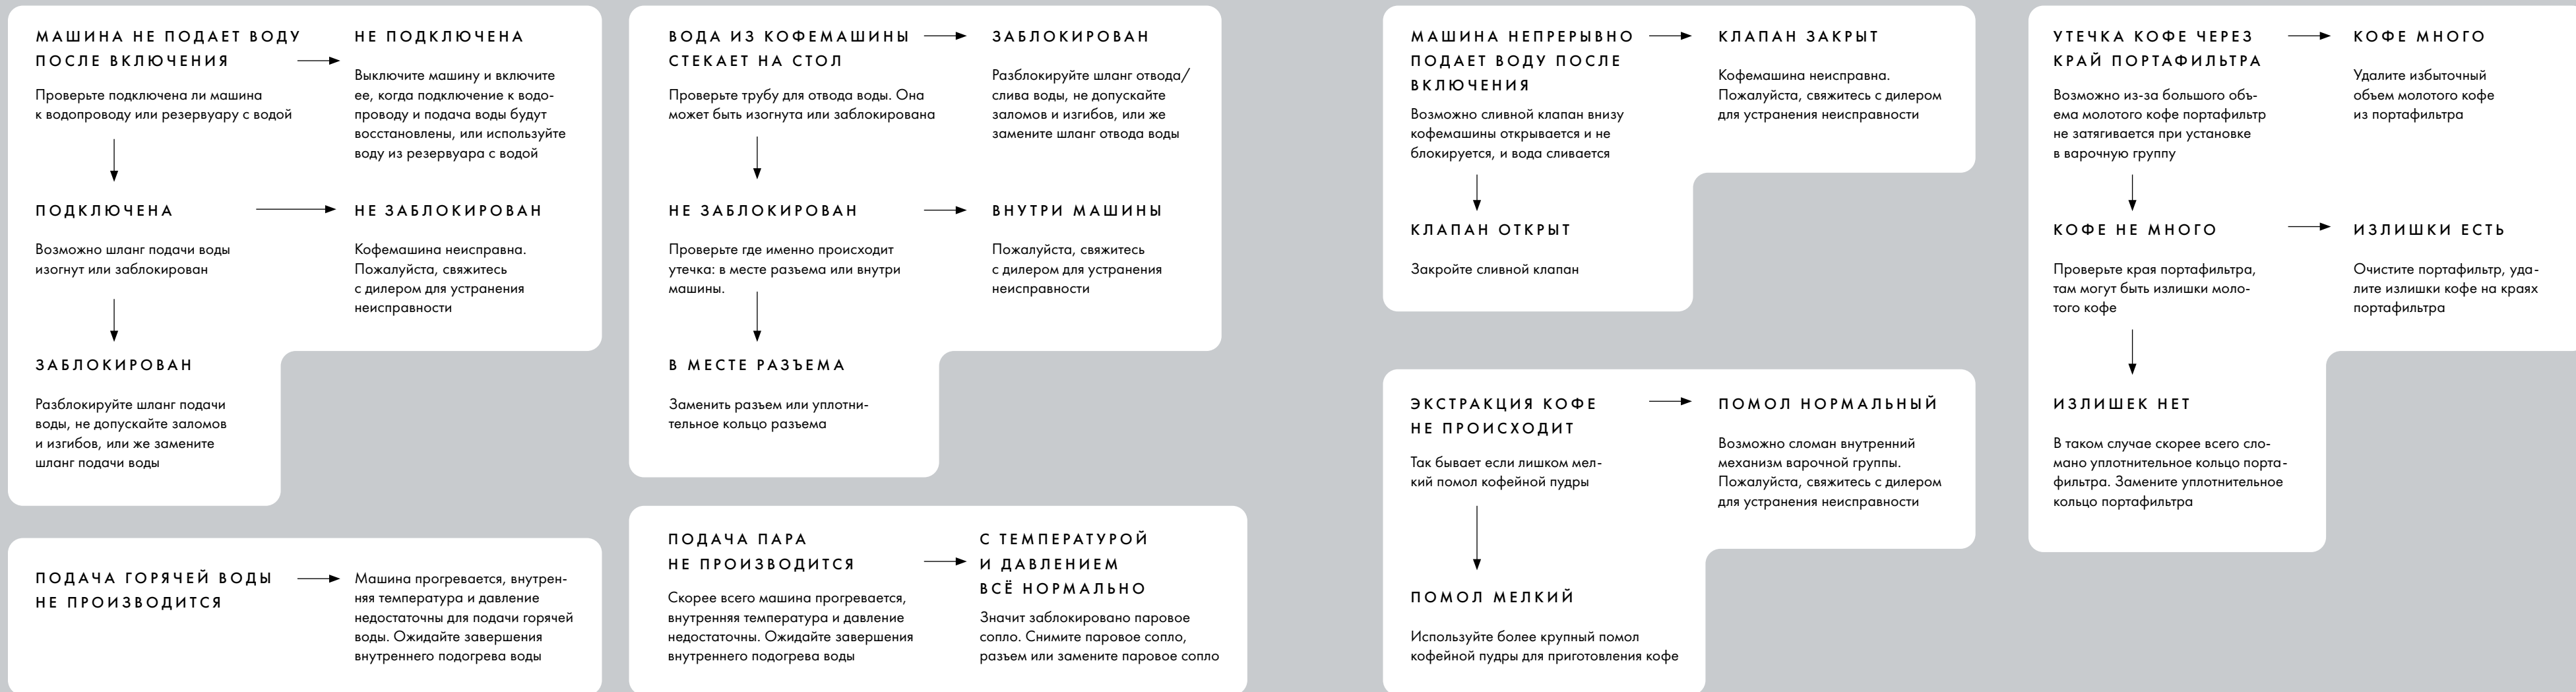 МАШИНА НЕ ПОДАЕТ ВОДУ
ПОСЛЕ ВКЛЮЧЕНИЯ
Проверьте подключена ли машина
к водопроводу или резервуару с водой
НЕ ПОДКЛЮЧЕНА
Выключите машину и включите
ее, когда подключение к водо-
проводу и подача воды будут
восстановлены, или используйте
воду из резервуара с водой
ПОДКЛЮЧЕНА
Возможно шланг подачи воды
изогнут или заблокирован
НЕ ЗАБЛОКИРОВАН
Кофемашина неисправна.
Пожалуйста, свяжитесь
с дилером для устранения
неисправности
ЗАБЛОКИРОВАН
Разблокируйте шланг подачи
воды, не допускайте заломов
и изгибов, или же замените
шланг подачи воды
ПОДАЧА ГОРЯЧЕЙ ВОДЫ
НЕ ПРОИЗВОДИТСЯ
Машина прогревается, внутрен-
няя температура и давление
недостаточны для подачи горячей
воды. Ожидайте завершения
внутреннего подогрева воды
ВОДА ИЗ КОФЕМАШИНЫ
СТЕКАЕТ НА СТОЛ
Проверьте трубу для отвода воды. Она
может быть изогнута или заблокирована
ЗАБЛОКИРОВАН
Разблокируйте шланг отвода/
слива воды, не допускайте
заломов и изгибов, или же
замените шланг отвода воды
НЕ ЗАБЛОКИРОВАН
Проверьте где именно происходит
утечка: в месте разъема или внутри
машины.
ВНУТРИ МАШИНЫ
Пожалуйста, свяжитесь
с дилером для устранения
неисправности
В МЕСТЕ РАЗЪЕМА
Заменить разъем или уплотни-
тельное кольцо разъема
ПОДАЧА ПАРА
НЕ ПРОИЗВОДИТСЯ
Скорее всего машина прогревается,
внутренняя температура и давление
недостаточны. Ожидайте завершения
внутреннего подогрева воды
С ТЕМПЕРАТУРОЙ
И ДАВЛЕНИЕМ
ВСЁ НОРМАЛЬНО
Значит заблокировано паровое
сопло. Снимите паровое сопло,
разъем или замените паровое сопло
МАШИНА НЕПРЕРЫВНО
ПОДАЕТ ВОДУ ПОСЛЕ
ВКЛЮЧЕНИЯ
Возможно сливной клапан внизу
кофемашины открывается и не
блокируется, и вода сливается
КЛАПАН ЗАКРЫТ
Кофемашина неисправна.
Пожалуйста, свяжитесь с дилером
для устранения неисправности
КЛАПАН ОТКРЫТ
Закройте сливной клапан
ЭКСТРАКЦИЯ КОФЕ
НЕ ПРОИСХОДИТ
Так бывает если лишком мел-
кий помол кофейной пудры
ПОМОЛ НОРМАЛЬНЫЙ
Возможно сломан внутренний
механизм варочной группы.
Пожалуйста, свяжитесь с дилером
для устранения неисправности
ПОМОЛ МЕЛКИЙ
Используйте более крупный помол
кофейной пудры для приготовления кофе
УТЕЧКА КОФЕ ЧЕРЕЗ
КРАЙ ПОРТАФИЛЬТРА
Возможно из-за большого объ-
ема молотого кофе портафильтр
не затягивается при установке
в варочную группу
КОФЕ МНОГО
Удалите избыточный
объем молотого кофе
из портафильтра
КОФЕ НЕ МНОГО
Проверьте края портафильтра,
там могут быть излишки моло-
того кофе
ИЗЛИШКИ ЕСТЬ
Очистите портафильтр, уда-
лите излишки кофе на краях
портафильтра
ИЗЛИШЕК НЕТ
В таком случае скорее всего сло-
мано уплотнительное кольцо порта-
фильтра. Замените уплотнительное
кольцо портафильтра